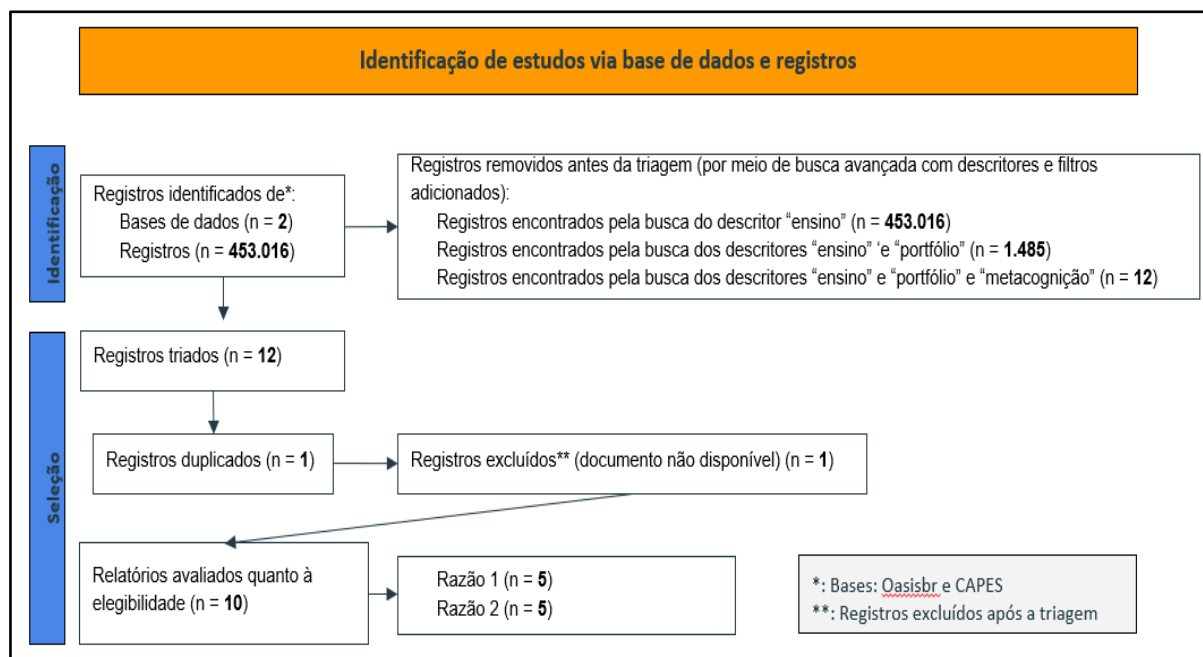 Identificação de estudos via base de dados e registros
Identificação
Registros identificados de*:
Bases de dados (n = 2)
Registros (n = 453.016)
Registros removidos antes da triagem (por meio de busca avançada com descritores e filtros
adicionados):
Registros encontrados pela busca do descritor “ensino” (n = 453.016)
Registros encontrados pela busca dos descritores “ensino” ‘e “portfólio” (n = 1.485)
Registros encontrados pela busca dos descritores “ensino” e “portfólio” e “metacognição” (n = 12)
Seleção
Registros triados (n = 12)
Registros duplicados (n = 1)
Registros excluídos** (documento não disponível) (n = 1)
Relatórios avaliados quanto à
elegibilidade (n = 10)
Razão 1 (n = 5)
Razão 2 (n = 5)
*: Bases: Oasisbr e CAPES
**: Registros excluídos após a triagem